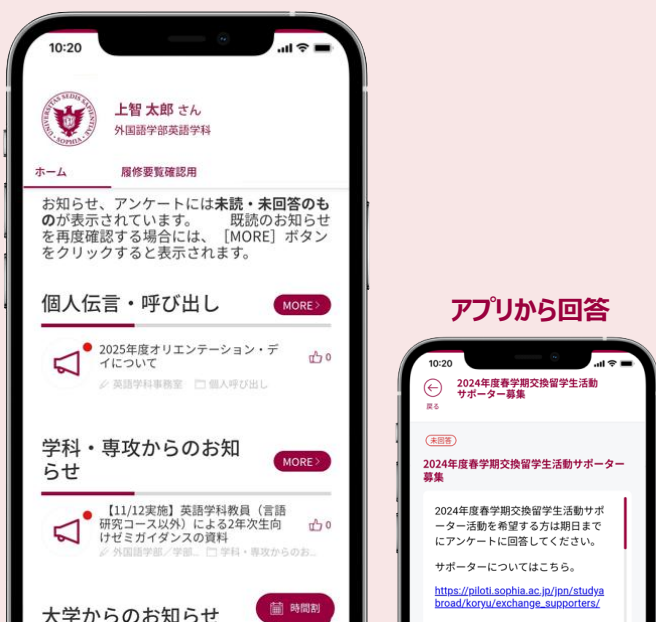 10:20
上智 太郎 さん
外国語学部英語学科
ホーム
履修要覧確認用
お知らせ、アンケートには未読・未回答のも
のが表示されています。 既読のお知らせ
を再度確認する場合には、［MORE］ボタン
をクリックすると表示されます。
個人伝言・呼び出し
MORE >
2025年度オリエンテーション・デ
イについて
0
英語学科事務室 個人呼び出し
学科・専攻からのお知
らせ
MORE >
【11/12実施】英語学科教員（言語
研究コース以外）による2年次生向
けゼミガイダンスの資料
0
外国語学部／学部... 学科・専攻からのお...
大学からのお知らせ
時間割
アプリから回答
10:20
戻る
2024年度春学期交換留学生活動
サポーター募集
未回答
2024年度春学期交換留学生活動サポーター
募集
2024年度春学期交換留学生活動サポ
ーター活動を希望する方は期日まで
にアンケートに回答してください。
サポーターについてはこちら。
https://piloti.sophia.ac.jp/jpn/studya
broad/koryu/exchange_supporters/